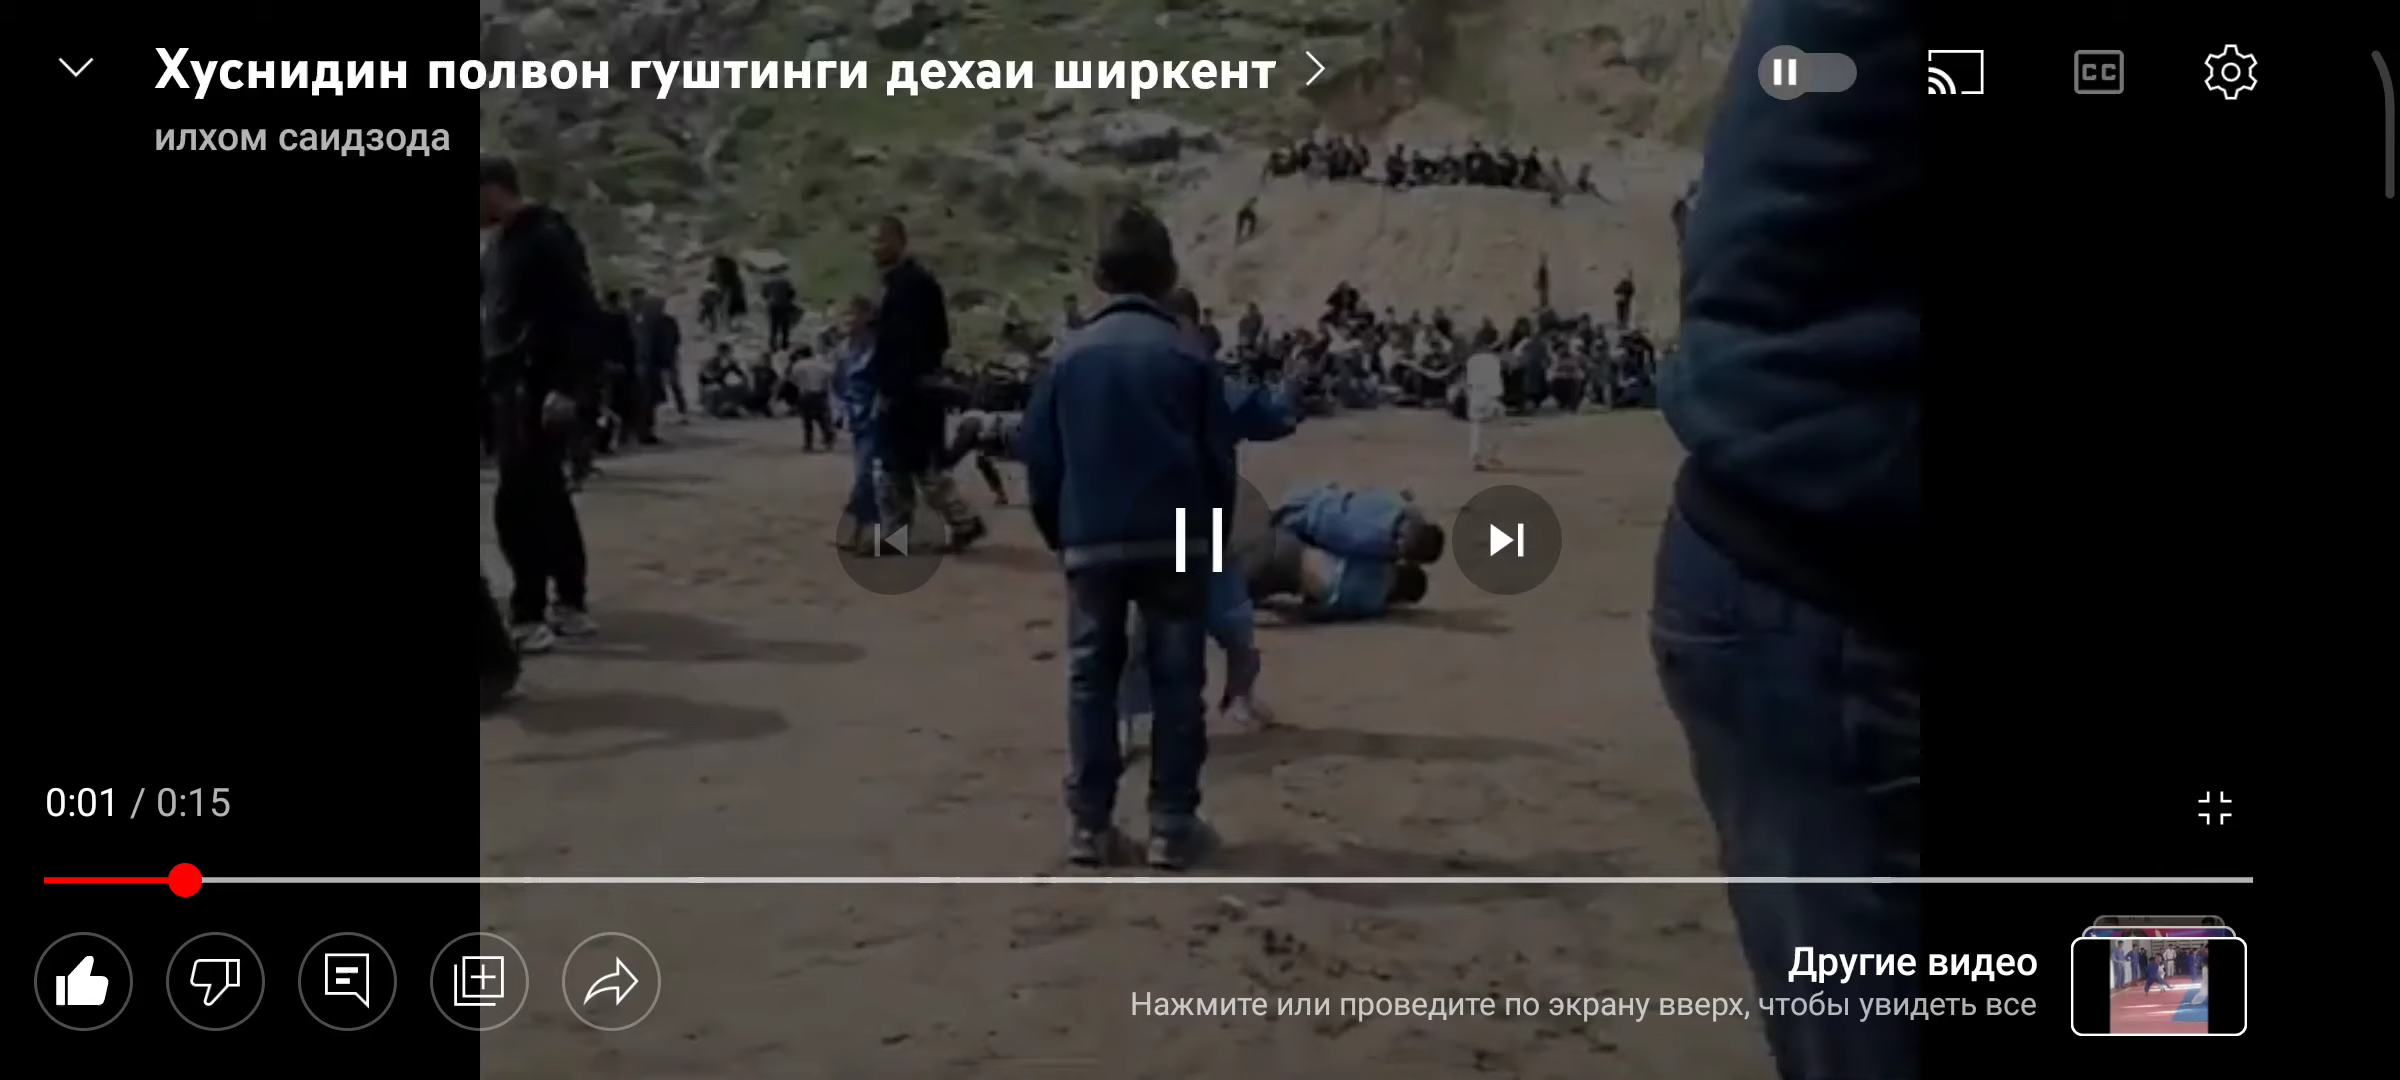 Хуснидин полвон гуштинги дехаи ширкент
илхом саидзода
CC
0:01 / 0:15
Другие видео
Нажмите или проведите по экрану вверх, чтобы увидеть все